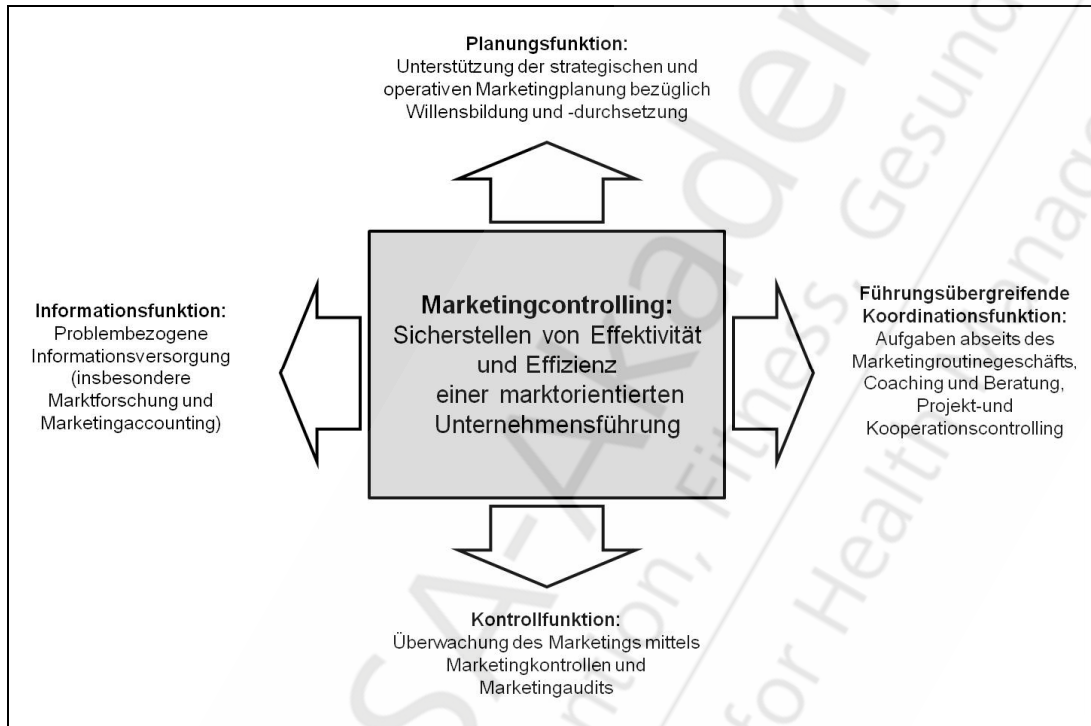 Planungsfunktion:
Unterstützung der strategischen und
operativen Marketingplanung bezüglich
Willensbildung und -durchsetzung
Informationsfunktion:
Problembezogene
Informationsversorgung
(insbesondere
Marktforschung und
Marketingaccounting)
Marketingcontrolling:
Sicherstellen von Effektivität
und Effizienz
einer marktorientierten
Unternehmensführung
Führungsübergreifende
Koordinationsfunktion:
Aufgaben abseits des
Marketingroutinegeschäfts,
Coaching und Beratung,
Projekt-und
Kooperationscontrolling
Kontrollfunktion:
Überwachung des Marketings mittels
Marketingkontrollen und
Marketingaudits